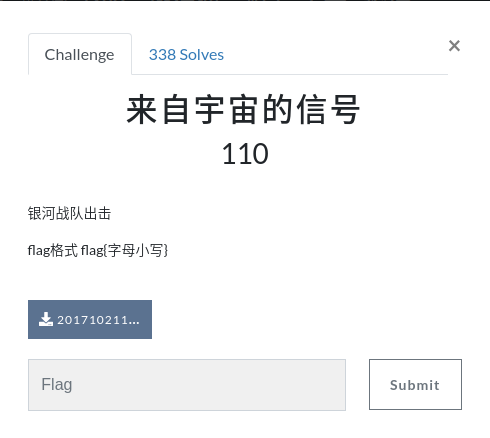 Challenge
338 Solves
×
来自宇宙的信号
110
银河战队出击
flag格式 flag{字母小写}
201710211...
Flag
Submit